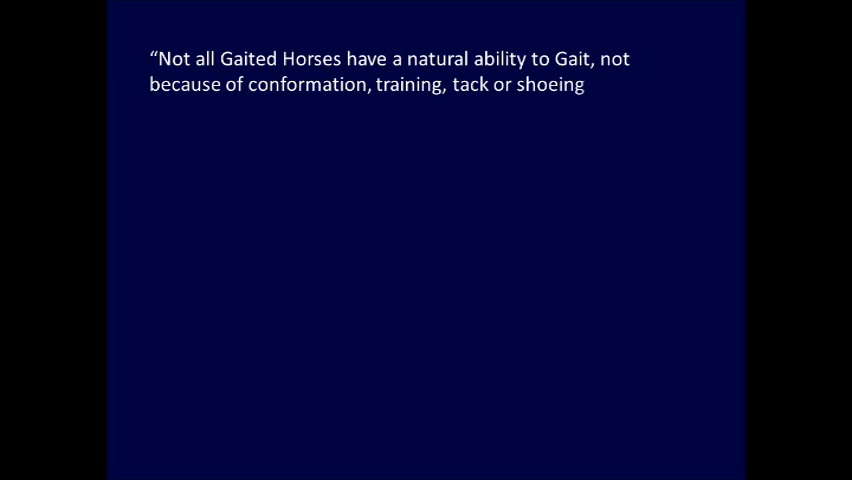 “Not all Gaited Horses have a natural ability to Gait, not
because of conformation, training, tack or shoeing